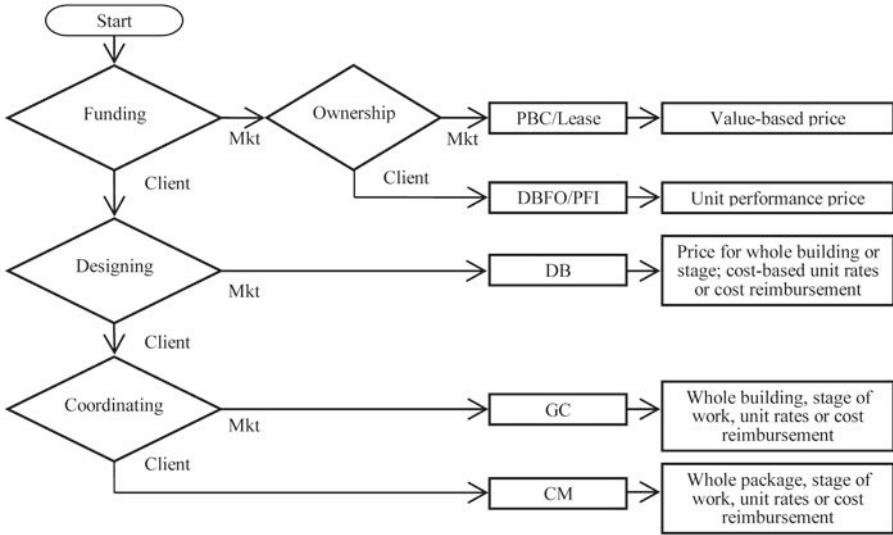 Start
Funding
Mkt
Ownership
Mkt
PBC/Lease
Value-based price
Client
Client
DBFO/PFI
Unit performance price
Designing
Mkt
DB
Price for whole building or
stage; cost-based unit rates
or cost reimbursement
Client
Coordinating
Mkt
GC
Whole building, stage of
work, unit rates or cost
reimbursement
Client
CM
Whole package, stage of
work, unit rates or cost
reimbursement